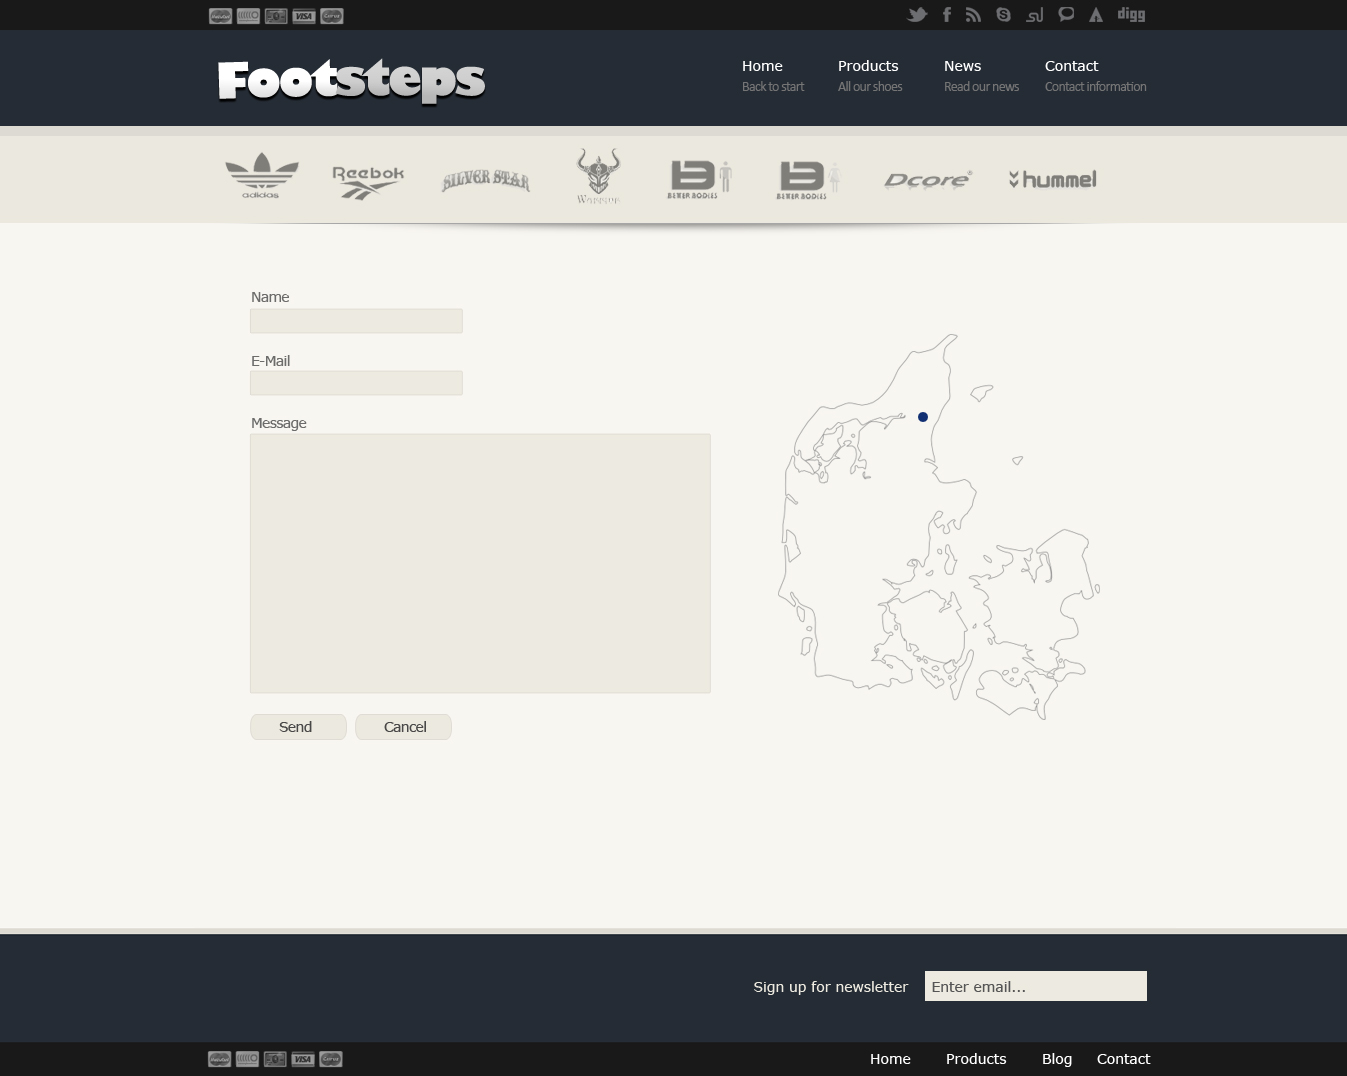 VISA
digg
Footsteps
Home Products News Contact
Back to start All our shoes Read our news Contact information
adidas
Reebok
SILVER STAR
WARRIOR
BEWER BODIES
BEWER BODIES
Dcore®
hummel
Name
E-Mail
Message
Send Cancel
Sign up for newsletter Enter email...
VISA
Home Products Blog Contact